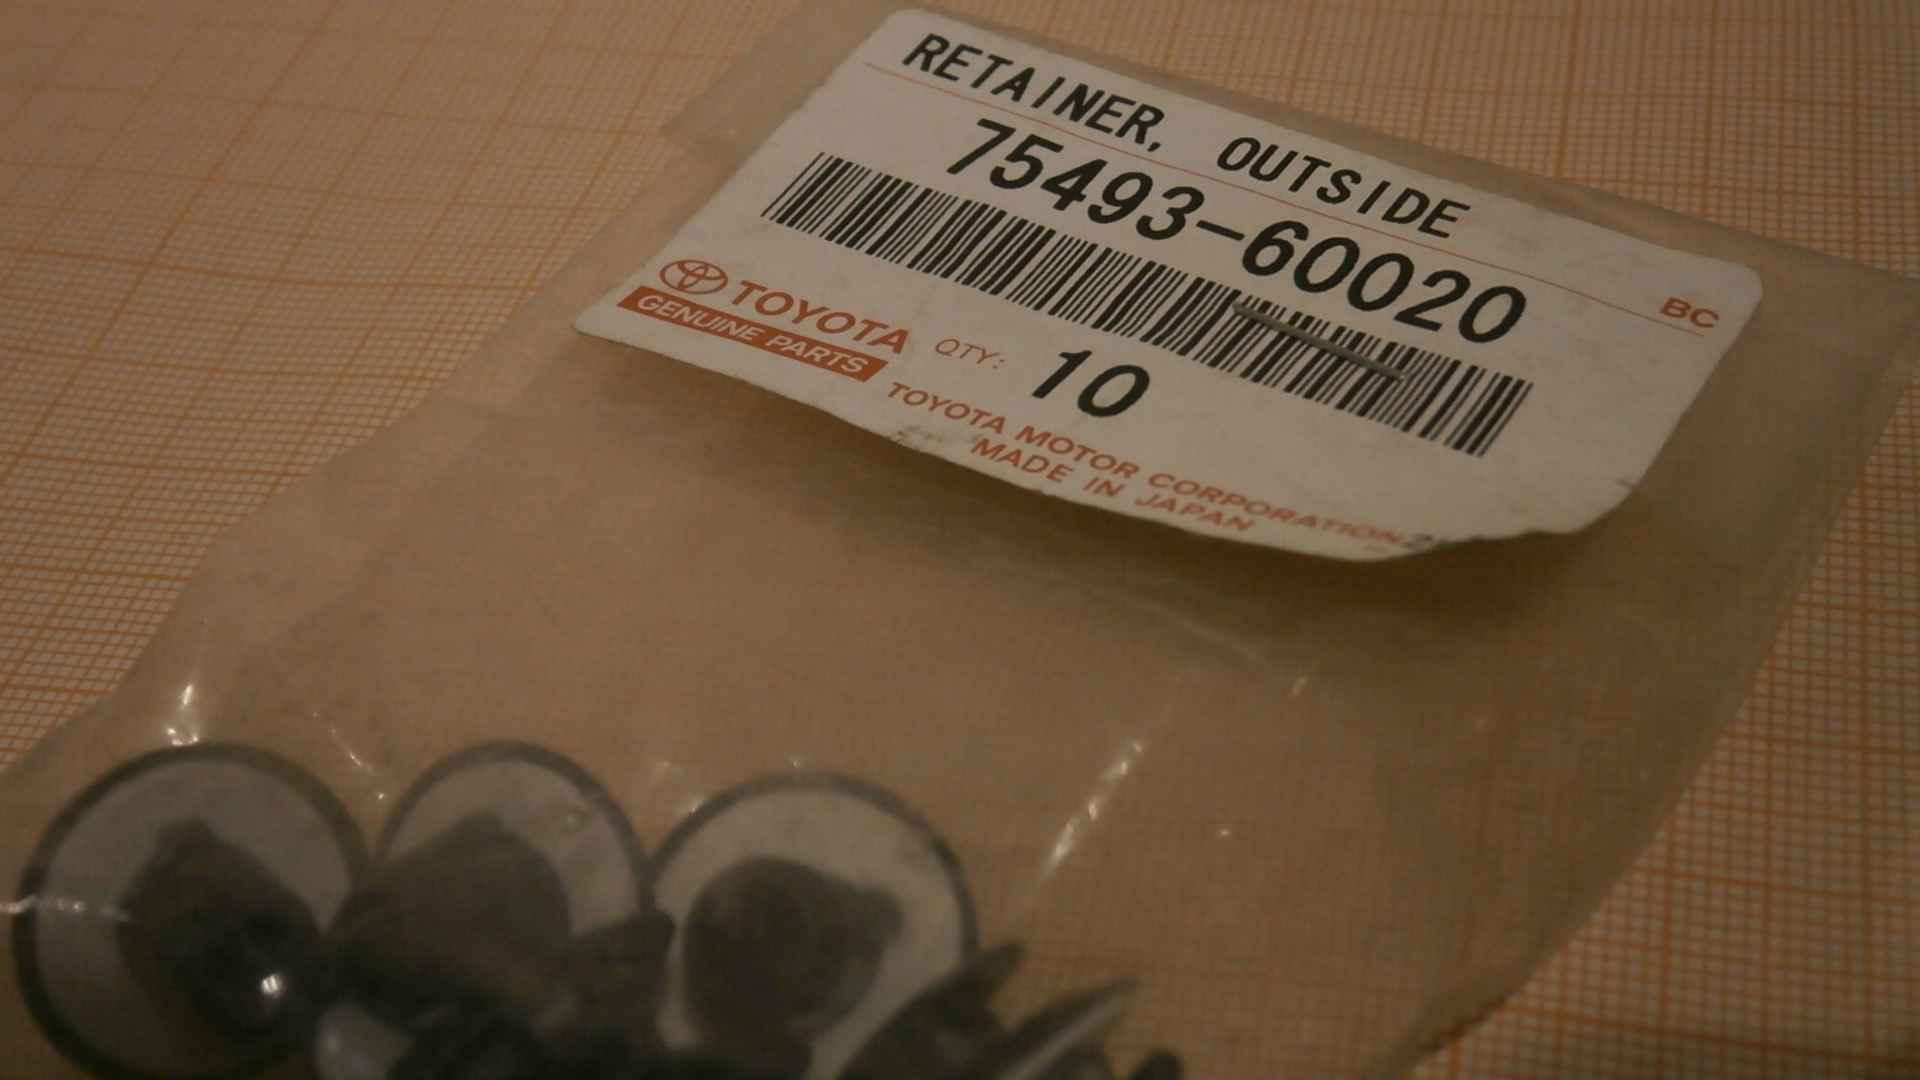 RETAINER, OUTSIDE
75493-60020
BC
TOYOTA
GENUINE PARTS
QTY: 10
TOYOTA MOTOR CORPORATION
MADE IN JAPAN